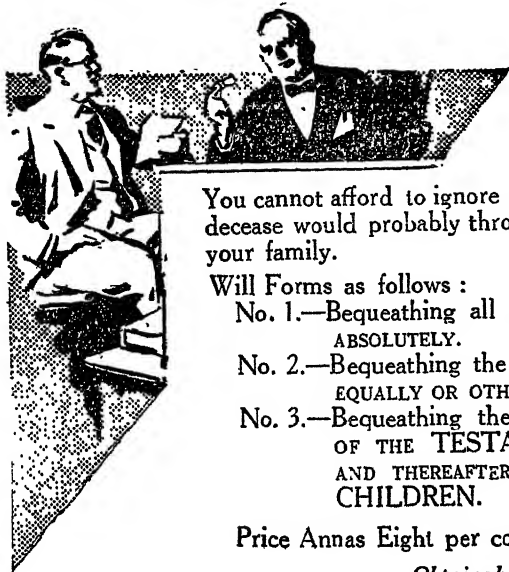 You cannot afford to ignore
decease would probably thro
your family.
Will Forms as follows :
No. 1.—Bequeathing all
ABSOLUTELY.
No. 2.—Bequeathing the
EQUALLY OR OTH
No. 3.—Bequeathing the
OF THE TESTA
AND THEREAFTER
CHILDREN.
Price Annas Eight per co